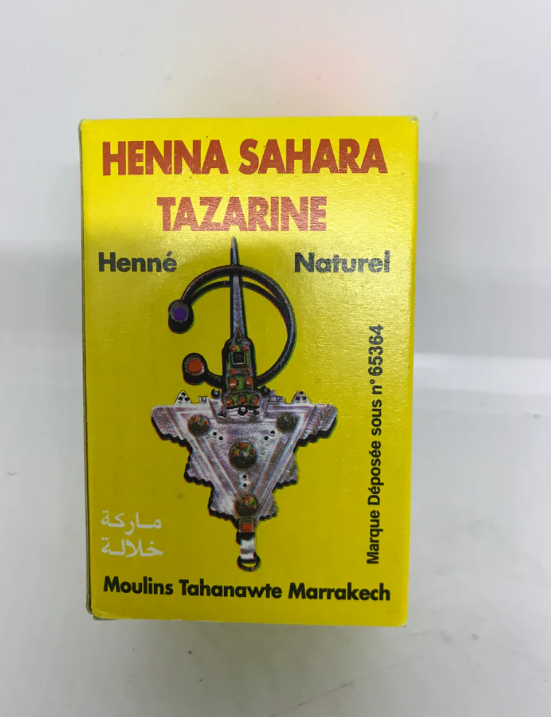 HENNA SAHARA
TAZARINE
Henné Naturel
Marque Déposée sous n° 65364
ماركة
خلالة
Moulins Tahanawte Marrakech